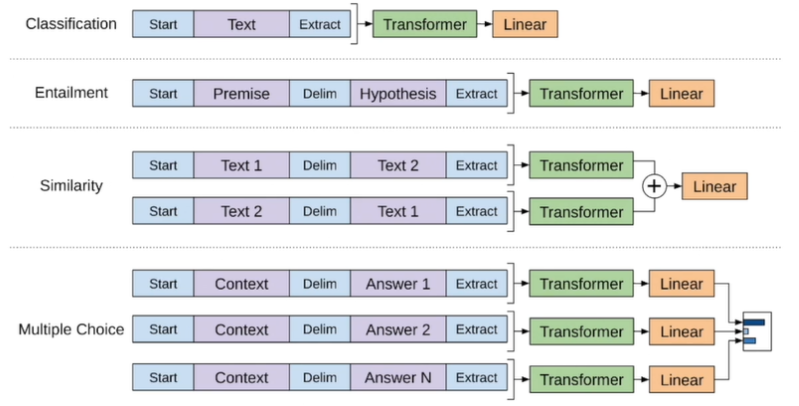 Classification Start Text Extract Transformer Linear
Entailment Start Premise Delim Hypothesis Extract Transformer Linear
Similarity
Start Text 1 Delim Text 2 Extract Transformer
+ Linear
Start Text 2 Delim Text 1 Extract Transformer
Start Context Delim Answer 1 Extract Transformer Linear
Multiple Choice Start Context Delim Answer 2 Extract Transformer Linear
Start Context Delim Answer N Extract Transformer Linear